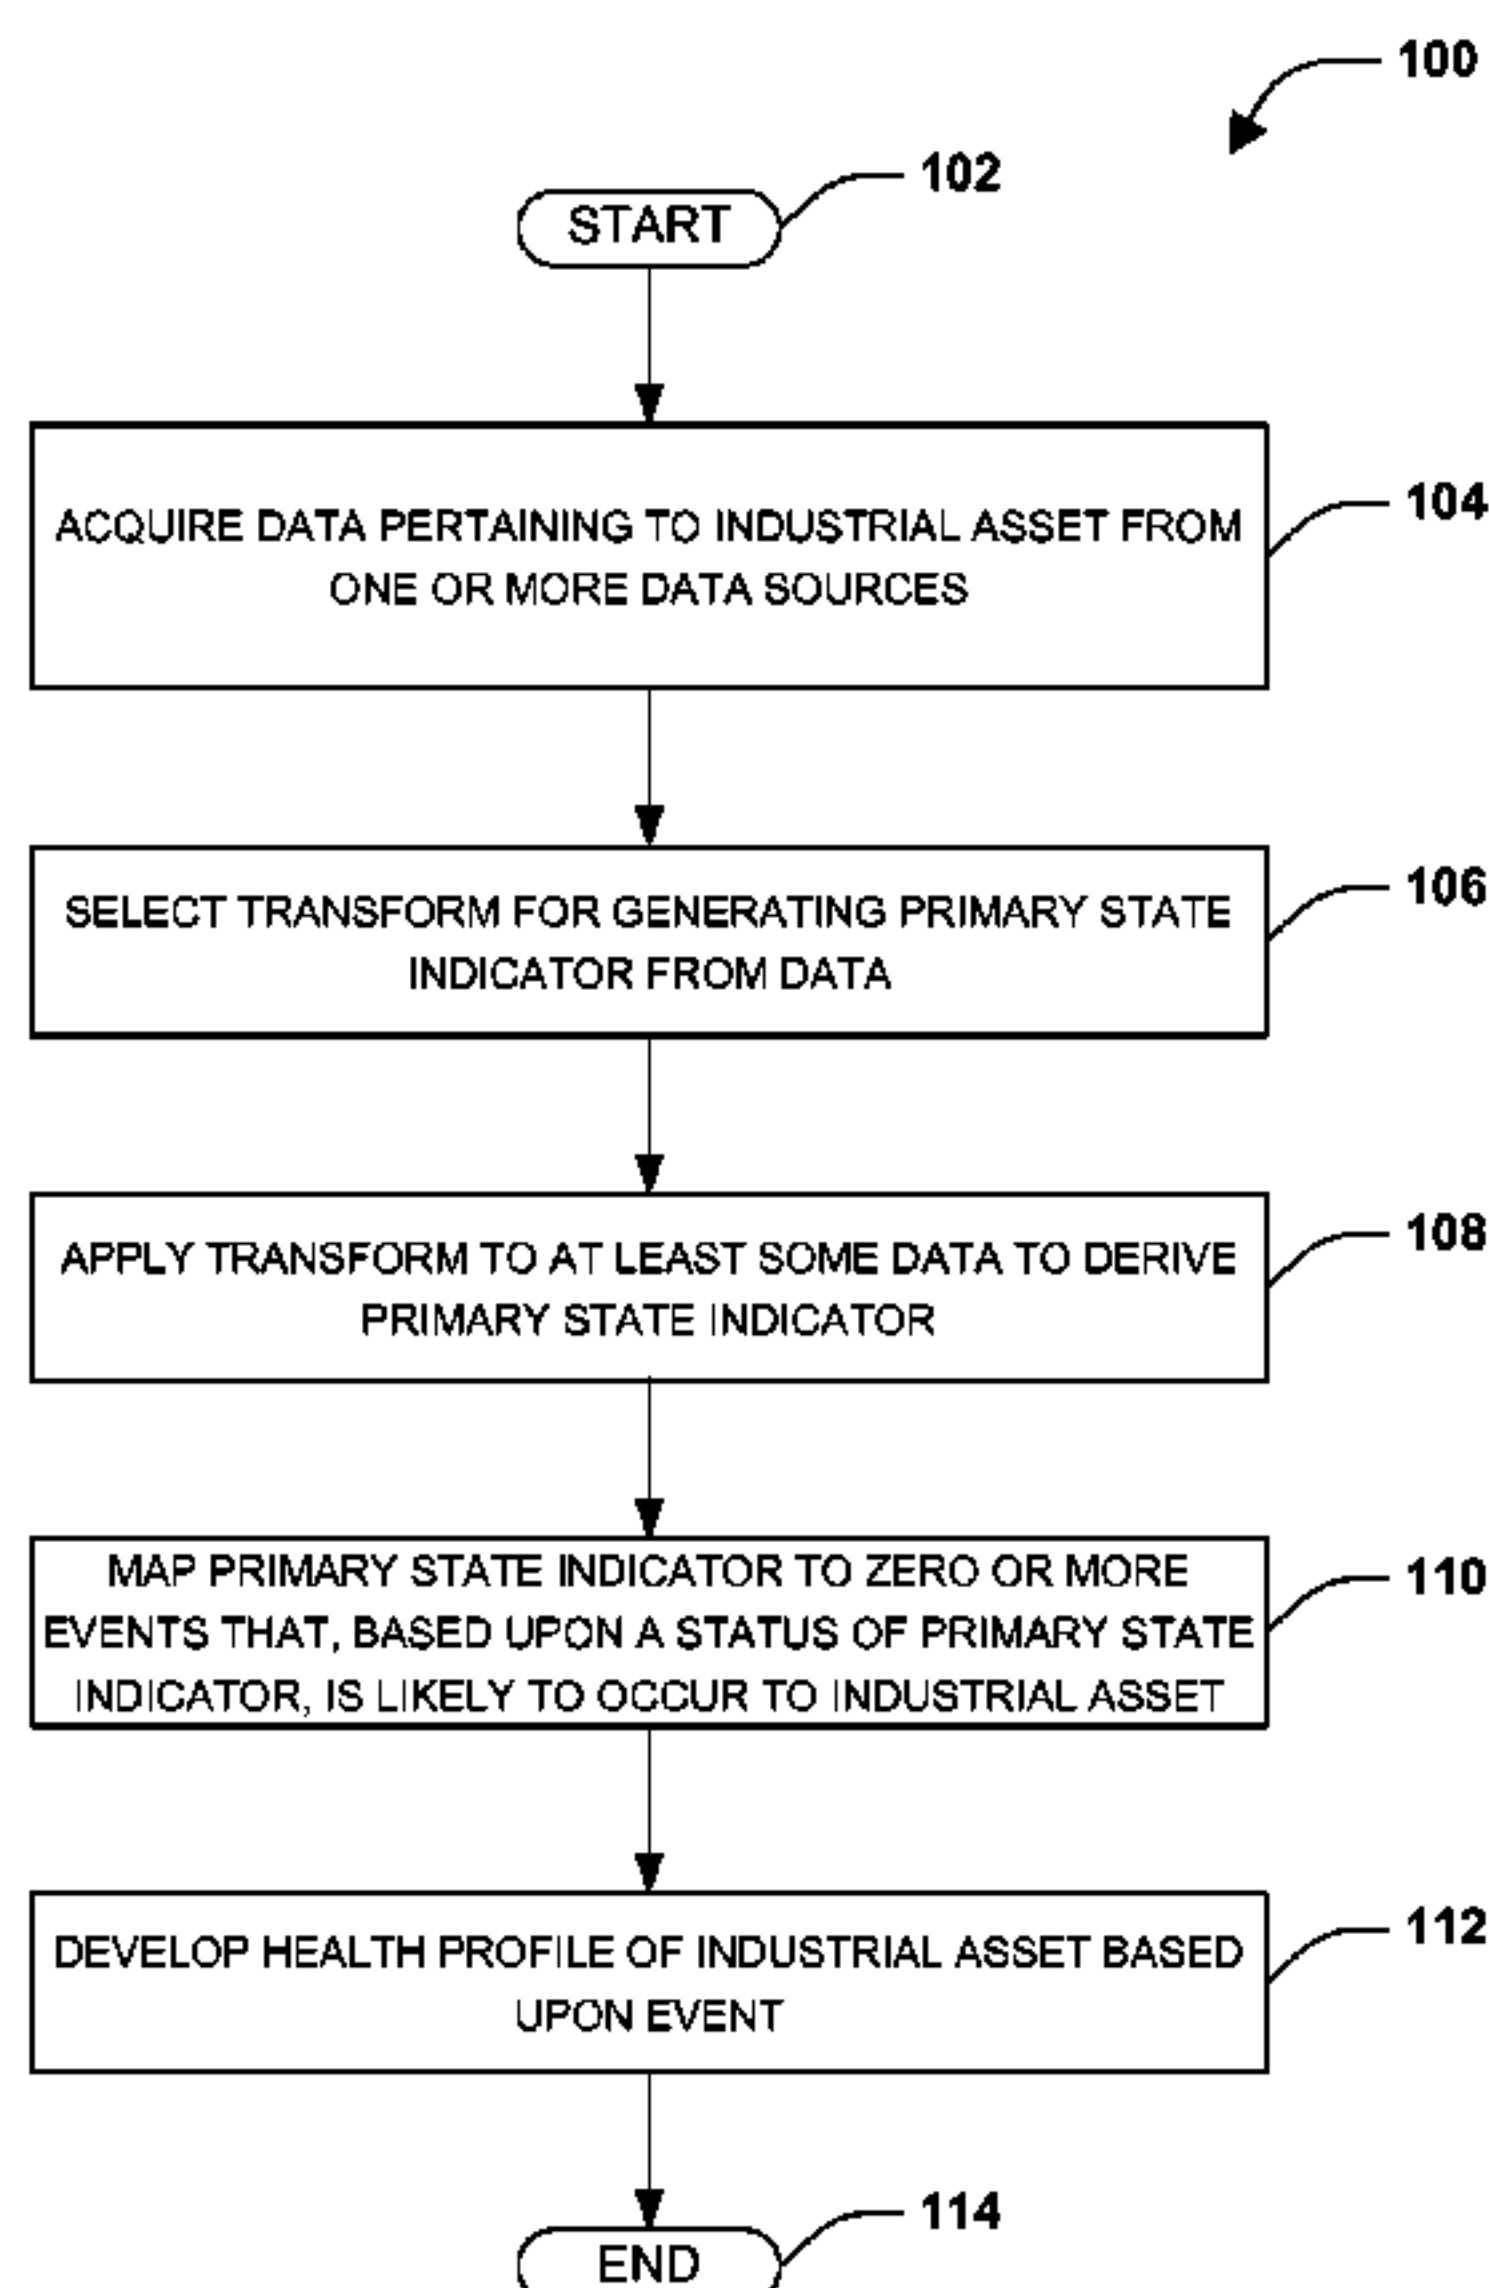 100
102
START
104
ACQUIRE DATA PERTAINING TO INDUSTRIAL ASSET FROM
ONE OR MORE DATA SOURCES
106
SELECT TRANSFORM FOR GENERATING PRIMARY STATE
INDICATOR FROM DATA
108
APPLY TRANSFORM TO AT LEAST SOME DATA TO DERIVE
PRIMARY STATE INDICATOR
110
MAP PRIMARY STATE INDICATOR TO ZERO OR MORE
EVENTS THAT, BASED UPON A STATUS OF PRIMARY STATE
INDICATOR, IS LIKELY TO OCCUR TO INDUSTRIAL ASSET
112
DEVELOP HEALTH PROFILE OF INDUSTRIAL ASSET BASED
UPON EVENT
114
END